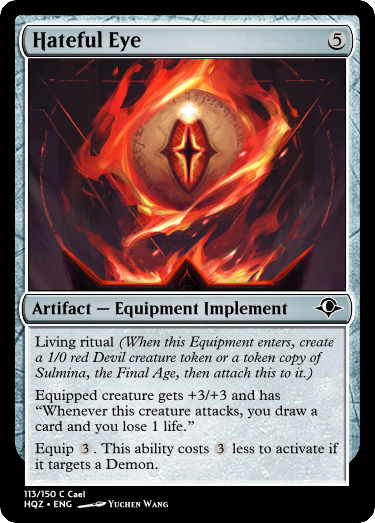 Hateful Eye 5
Artifact — Equipment Implement
Living ritual (When this Equipment enters, create
a 1/0 red Devil creature token or a token copy of
Sulmina, the Final Age, then attach this to it.)
Equipped creature gets +3/+3 and has
“Whenever this creature attacks, you draw a
card and you lose 1 life.”
Equip 3. This ability costs 3 less to activate if
it targets a Demon.
113/150 C Cael
HQZ • ENG Yuchen Wang